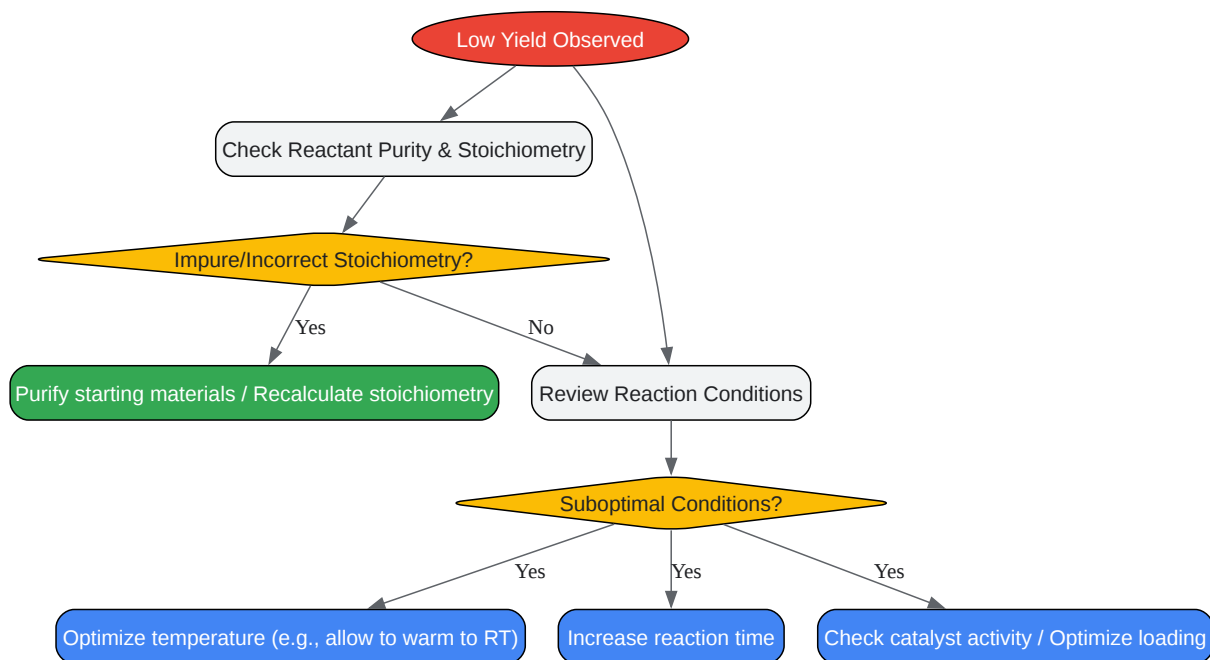 Low Yield Observed
Check Reactant Purity & Stoichiometry
Impure/Incorrect Stoichiometry?
Yes
No
Purify starting materials / Recalculate stoichiometry
Review Reaction Conditions
Suboptimal Conditions?
Yes
Yes
Yes
Optimize temperature (e.g., allow to warm to RT)
Increase reaction time
Check catalyst activity / Optimize loading